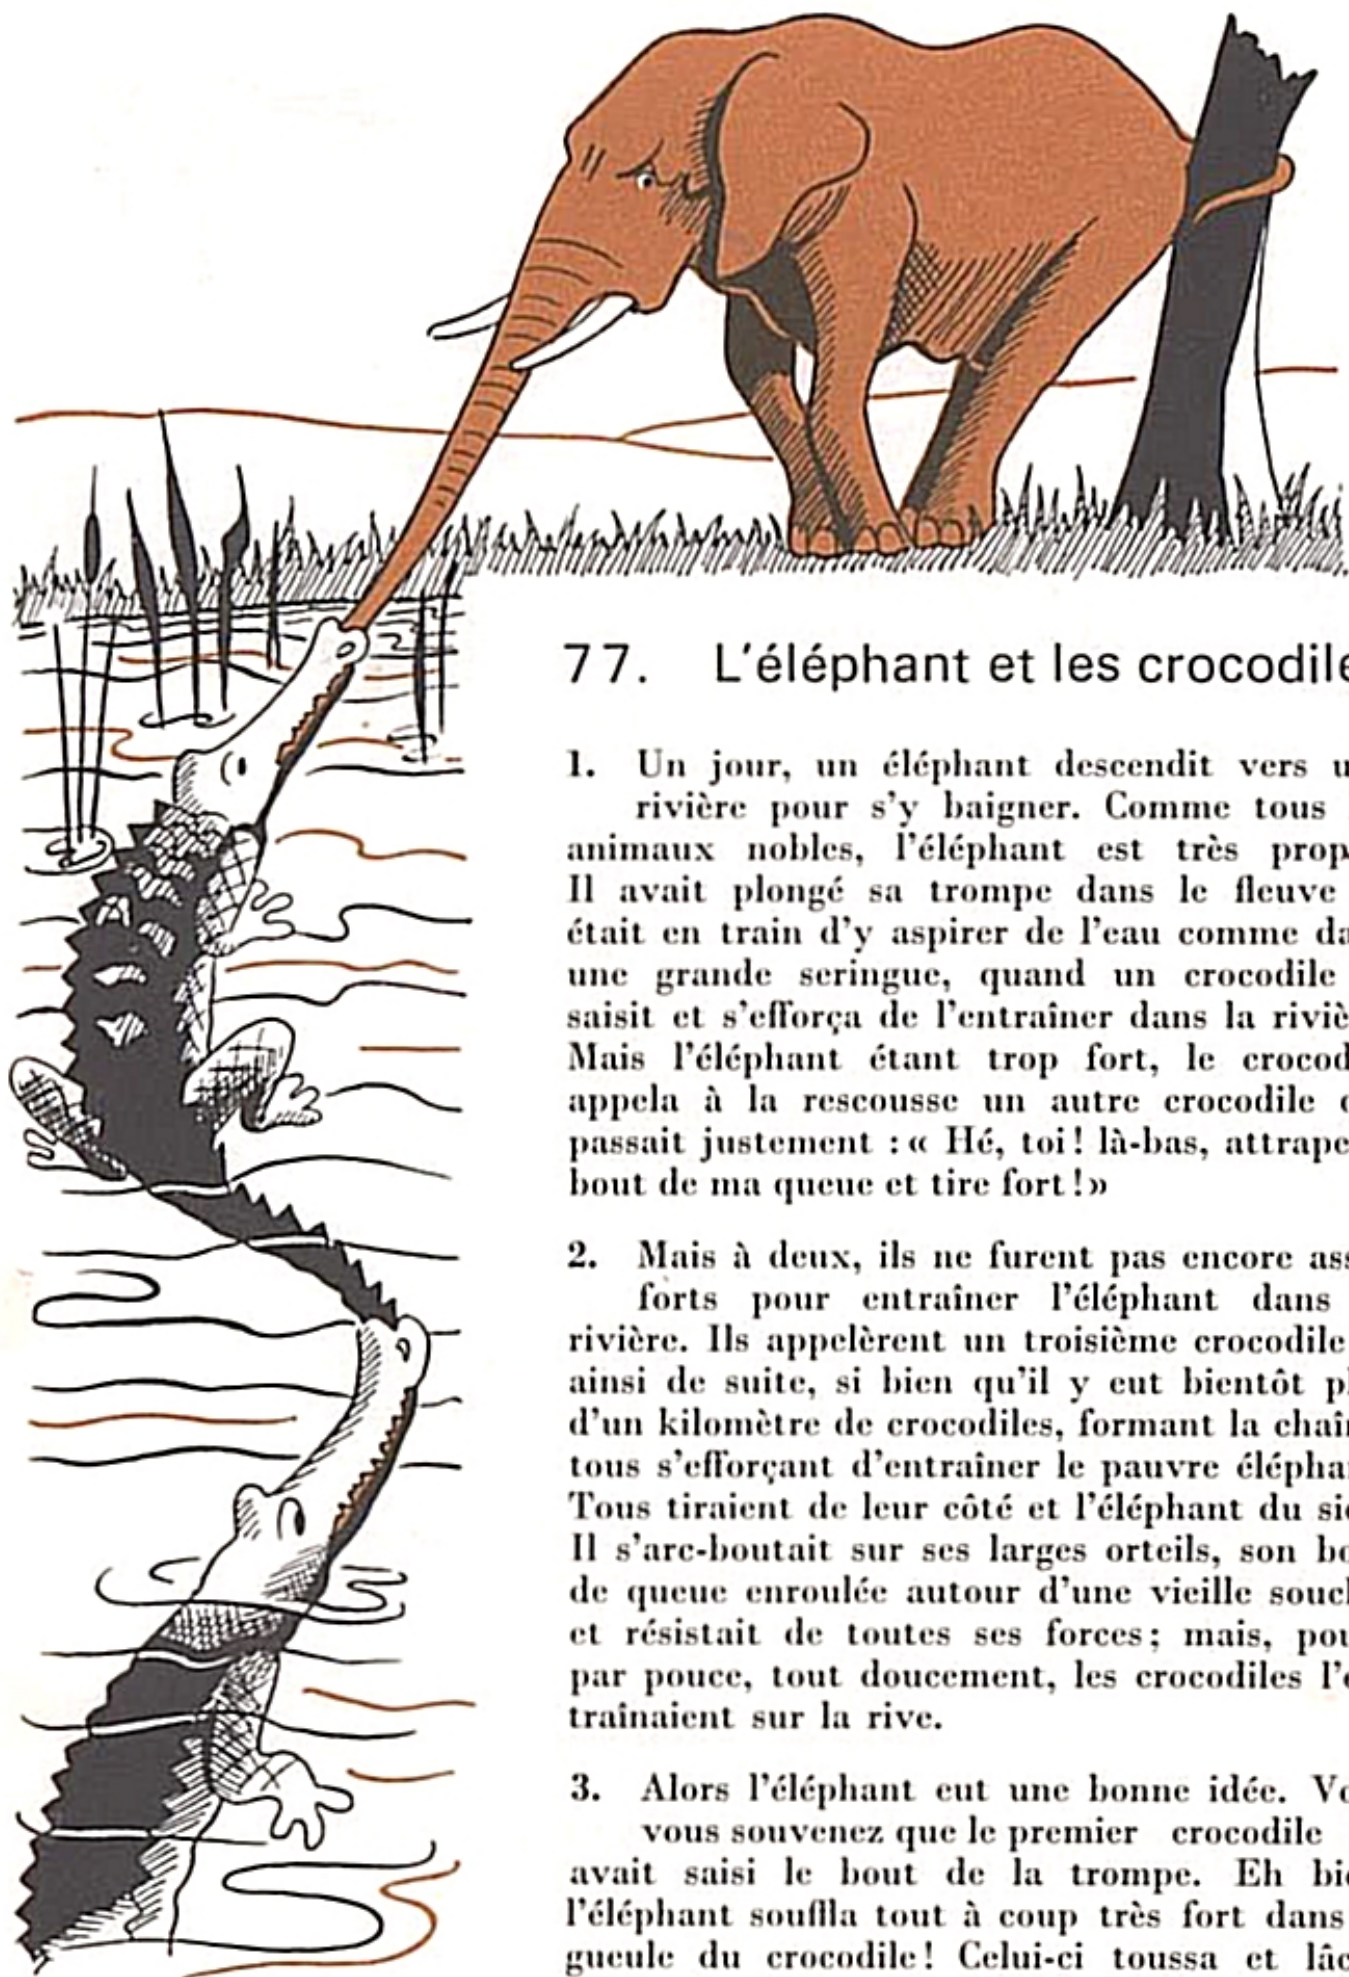 77. L'éléphant et les crocodile
1. Un jour, un éléphant descendit vers u
rivière pour s'y baigner. Comme tous
animaux nobles, l'éléphant est très prop
Il avait plongé sa trompe dans le fleuve
était en train d'y aspirer de l'eau comme da
une grande seringue, quand un crocodile
saisit et s'efforça de l'entraîner dans la riviè
Mais l'éléphant étant trop fort, le crocod
appela à la rescousse un autre crocodile
passait justement : « Hé, toi! là-bas, attrape
bout de ma queue et tire fort!»
2. Mais à deux, ils ne furent pas encore ass
forts pour entraîner l'éléphant dans
rivière. Ils appelèrent un troisième crocodile
ainsi de suite, si bien qu'il y eut bientôt pl
d'un kilomètre de crocodiles, formant la chaîn
tous s'efforçant d'entraîner le pauvre élépha
Tous tiraient de leur côté et l'éléphant du sie
Il s'arc-boutait sur ses larges orteils, son bo
de queue enroulée autour d'une vieille souc
et résistait de toutes ses forces; mais, pou
par pouce, tout doucement, les crocodiles l'e
traînaient sur la rive.
3. Alors l'éléphant eut une bonne idée. Vo
vous souvenez que le premier crocodile
avait saisi le bout de la trompe. Eh bie
l'éléphant souffla tout à coup très fort dans
gueule du crocodile! Celui-ci toussa et lâc